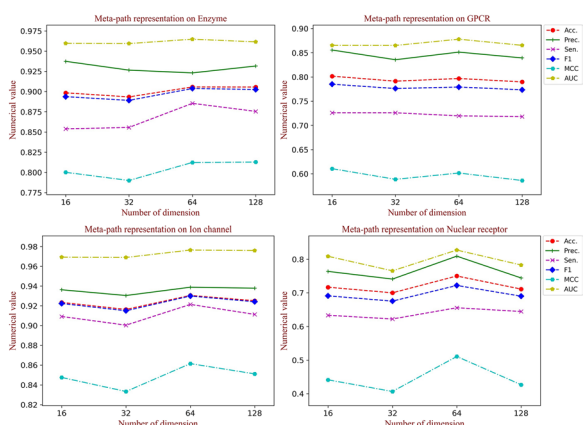 Meta-path representation on Enzyme
0.975
0.950
0.925
0.900
0.875
0.850
0.825
0.800
0.775
Numerical value
16 32 64 128
Number of dimension
Meta-path representation on GPCR
0.90
0.85
0.80
0.75
0.70
0.65
0.60
Numerical value
16 32 64 128
Number of dimension
Acc.
Prec.
Sen.
F1
MCC
AUC
Meta-path representation on Ion channel
0.98
0.96
0.94
0.92
0.90
0.88
0.86
0.84
0.82
Numerical value
16 32 64 128
Number of dimension
Meta-path representation on Nuclear receptor
0.8
0.7
0.6
0.5
0.4
Numerical value
16 32 64 128
Number of dimension
Acc.
Prec.
Sen.
F1
MCC
AUC